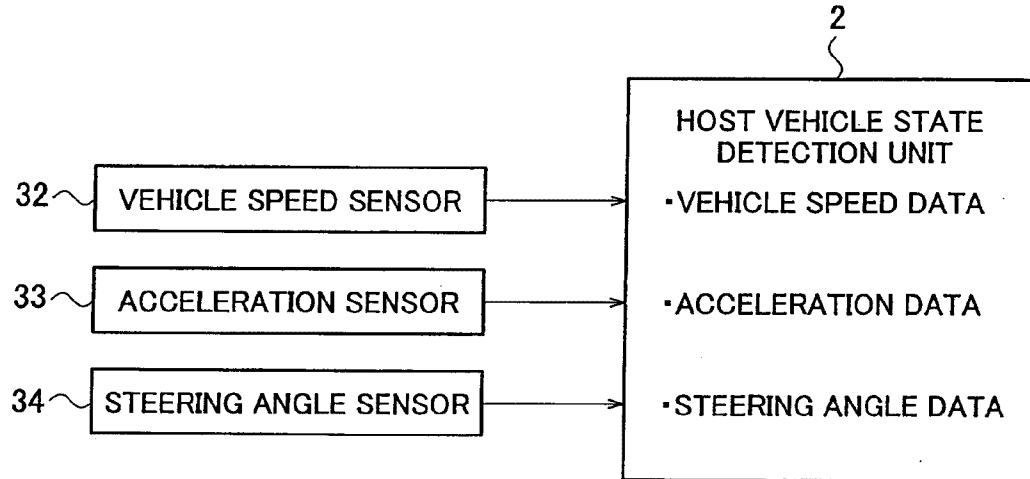 2
HOST VEHICLE STATE
DETECTION UNIT
32 VEHICLE SPEED SENSOR
・VEHICLE SPEED DATA
33 ACCELERATION SENSOR
・ACCELERATION DATA
34 STEERING ANGLE SENSOR
・STEERING ANGLE DATA